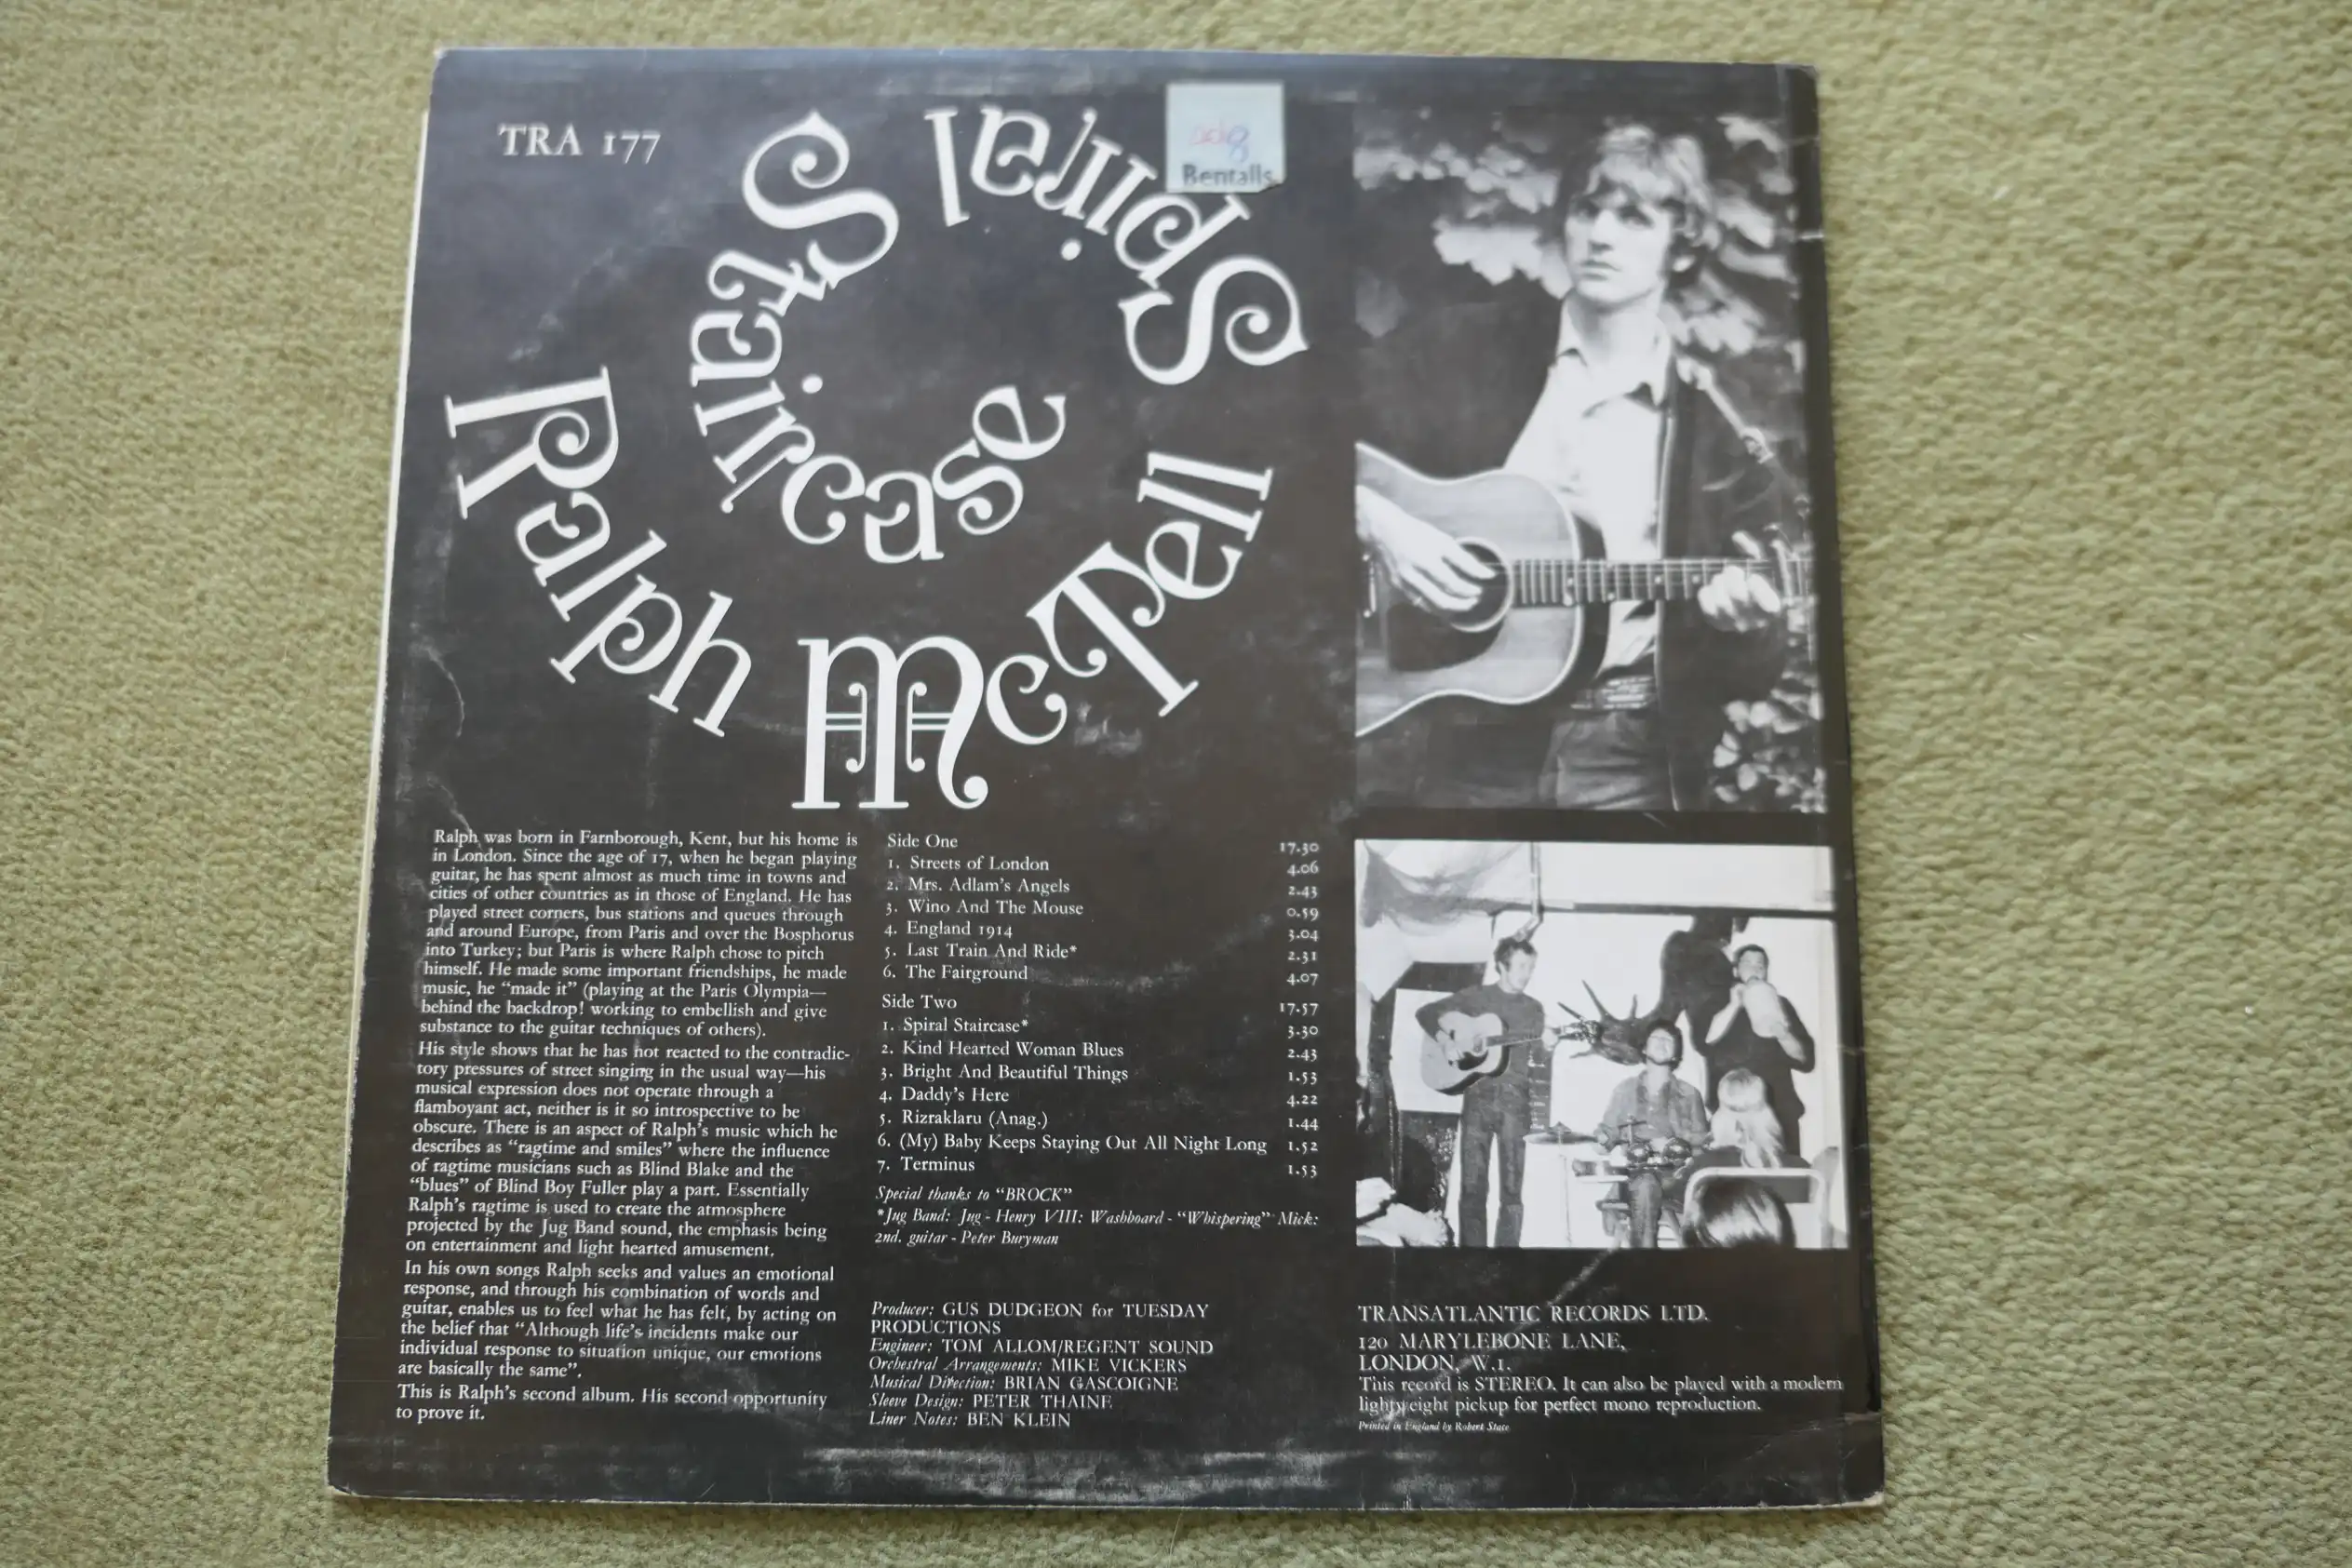 TRA 177
Bentalls
Spiral
Staircase
Ralph McTell
Ralph was born in Farnborough, Kent, but his home is
in London. Since the age of 17, when he began playing
guitar, he has spent almost as much time in towns and
cities of other countries as in those of England. He has
played street corners, bus stations and queues through
and around Europe, from Paris and over the Bosphorus
into Turkey; but Paris is where Ralph chose to pitch
himself. He made some important friendships, he made
music, he “made it” (playing at the Paris Olympia—
behind the backdrop! working to embellish and give
substance to the guitar techniques of others).
His style shows that he has not reacted to the contradic-
tory pressures of street singing in the usual way—his
musical expression does not operate through a
flamboyant act, neither is it so introspective to be
obscure. There is an aspect of Ralph's music which he
describes as “ragtime and smiles” where the influence
of ragtime musicians such as Blind Blake and the
“blues” of Blind Boy Fuller play a part. Essentially
Ralph's ragtime is used to create the atmosphere
projected by the Jug Band sound, the emphasis being
on entertainment and light hearted amusement.
In his own songs Ralph seeks and values an emotional
response, and through his combination of words and
guitar, enables us to feel what he has felt, by acting on
the belief that “Although life's incidents make our
individual response to situation unique, our emotions
are basically the same”.
This is Ralph's second album. His second opportunity
to prove it.
Side One 17.30
1. Streets of London 4.06
2. Mrs. Adlam's Angels 2.43
3. Wino And The Mouse 0.59
4. England 1914 3.04
5. Last Train And Ride* 2.31
6. The Fairground 4.07
Side Two 17.57
1. Spiral Staircase* 3.30
2. Kind Hearted Woman Blues 2.43
3. Bright And Beautiful Things 1.53
4. Daddy's Here 4.22
5. Rizraklaru (Anag.) 1.44
6. (My) Baby Keeps Staying Out All Night Long 1.52
7. Terminus 1.53
Special thanks to “BROCK”
*Jug Band: Jug - Henry VIII: Washboard - “Whispering” Mick:
2nd. guitar - Peter Buryman
Producer: GUS DUDGEON for TUESDAY
PRODUCTIONS
Engineer: TOM ALLOM/REGENT SOUND
Orchestral Arrangements: MIKE VICKERS
Musical Direction: BRIAN GASCOIGNE
Sleeve Design: PETER THAINE
Liner Notes: BEN KLEIN
TRANSATLANTIC RECORDS LTD.
120 MARYLEBONE LANE,
LONDON, W.1.
This record is STEREO. It can also be played with a modern
lightweight pickup for perfect mono reproduction.
Printed in England by Robert Stace